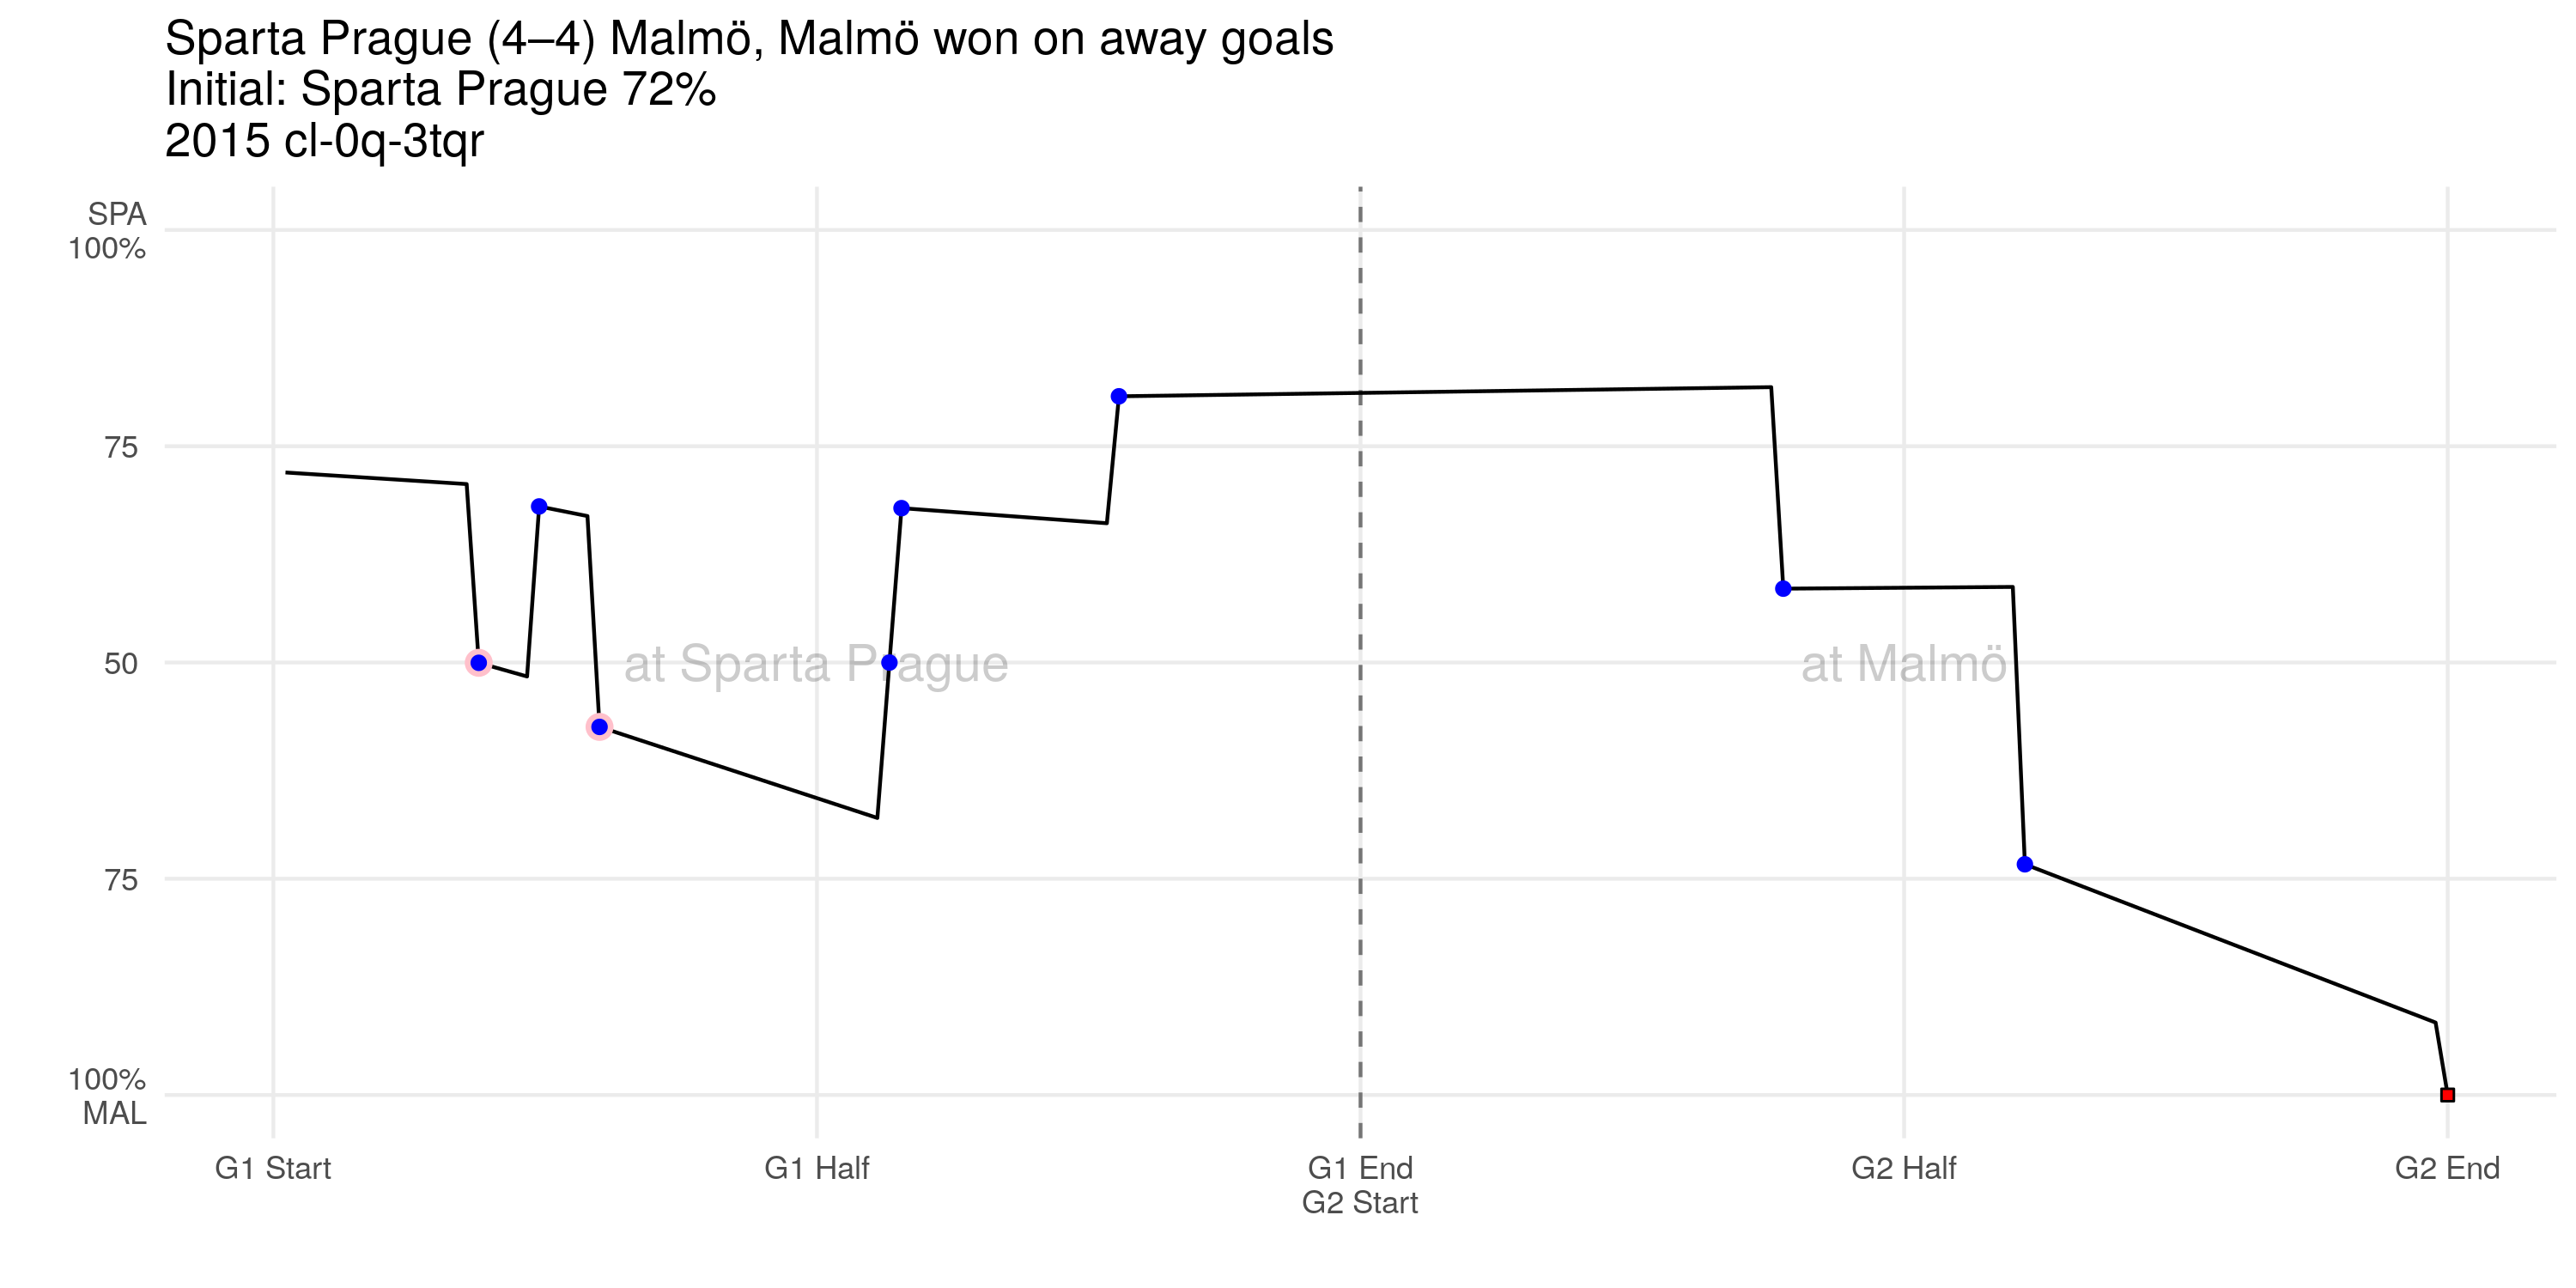 Sparta Prague (4–4) Malmö, Malmö won on away goals
Initial: Sparta Prague 72%
2015 cl-0q-3tqr
SPA
100%
75
50
75
100%
MAL
at Sparta Prague
at Malmö
G1 Start
G1 Half
G1 End
G2 Start
G2 Half
G2 End